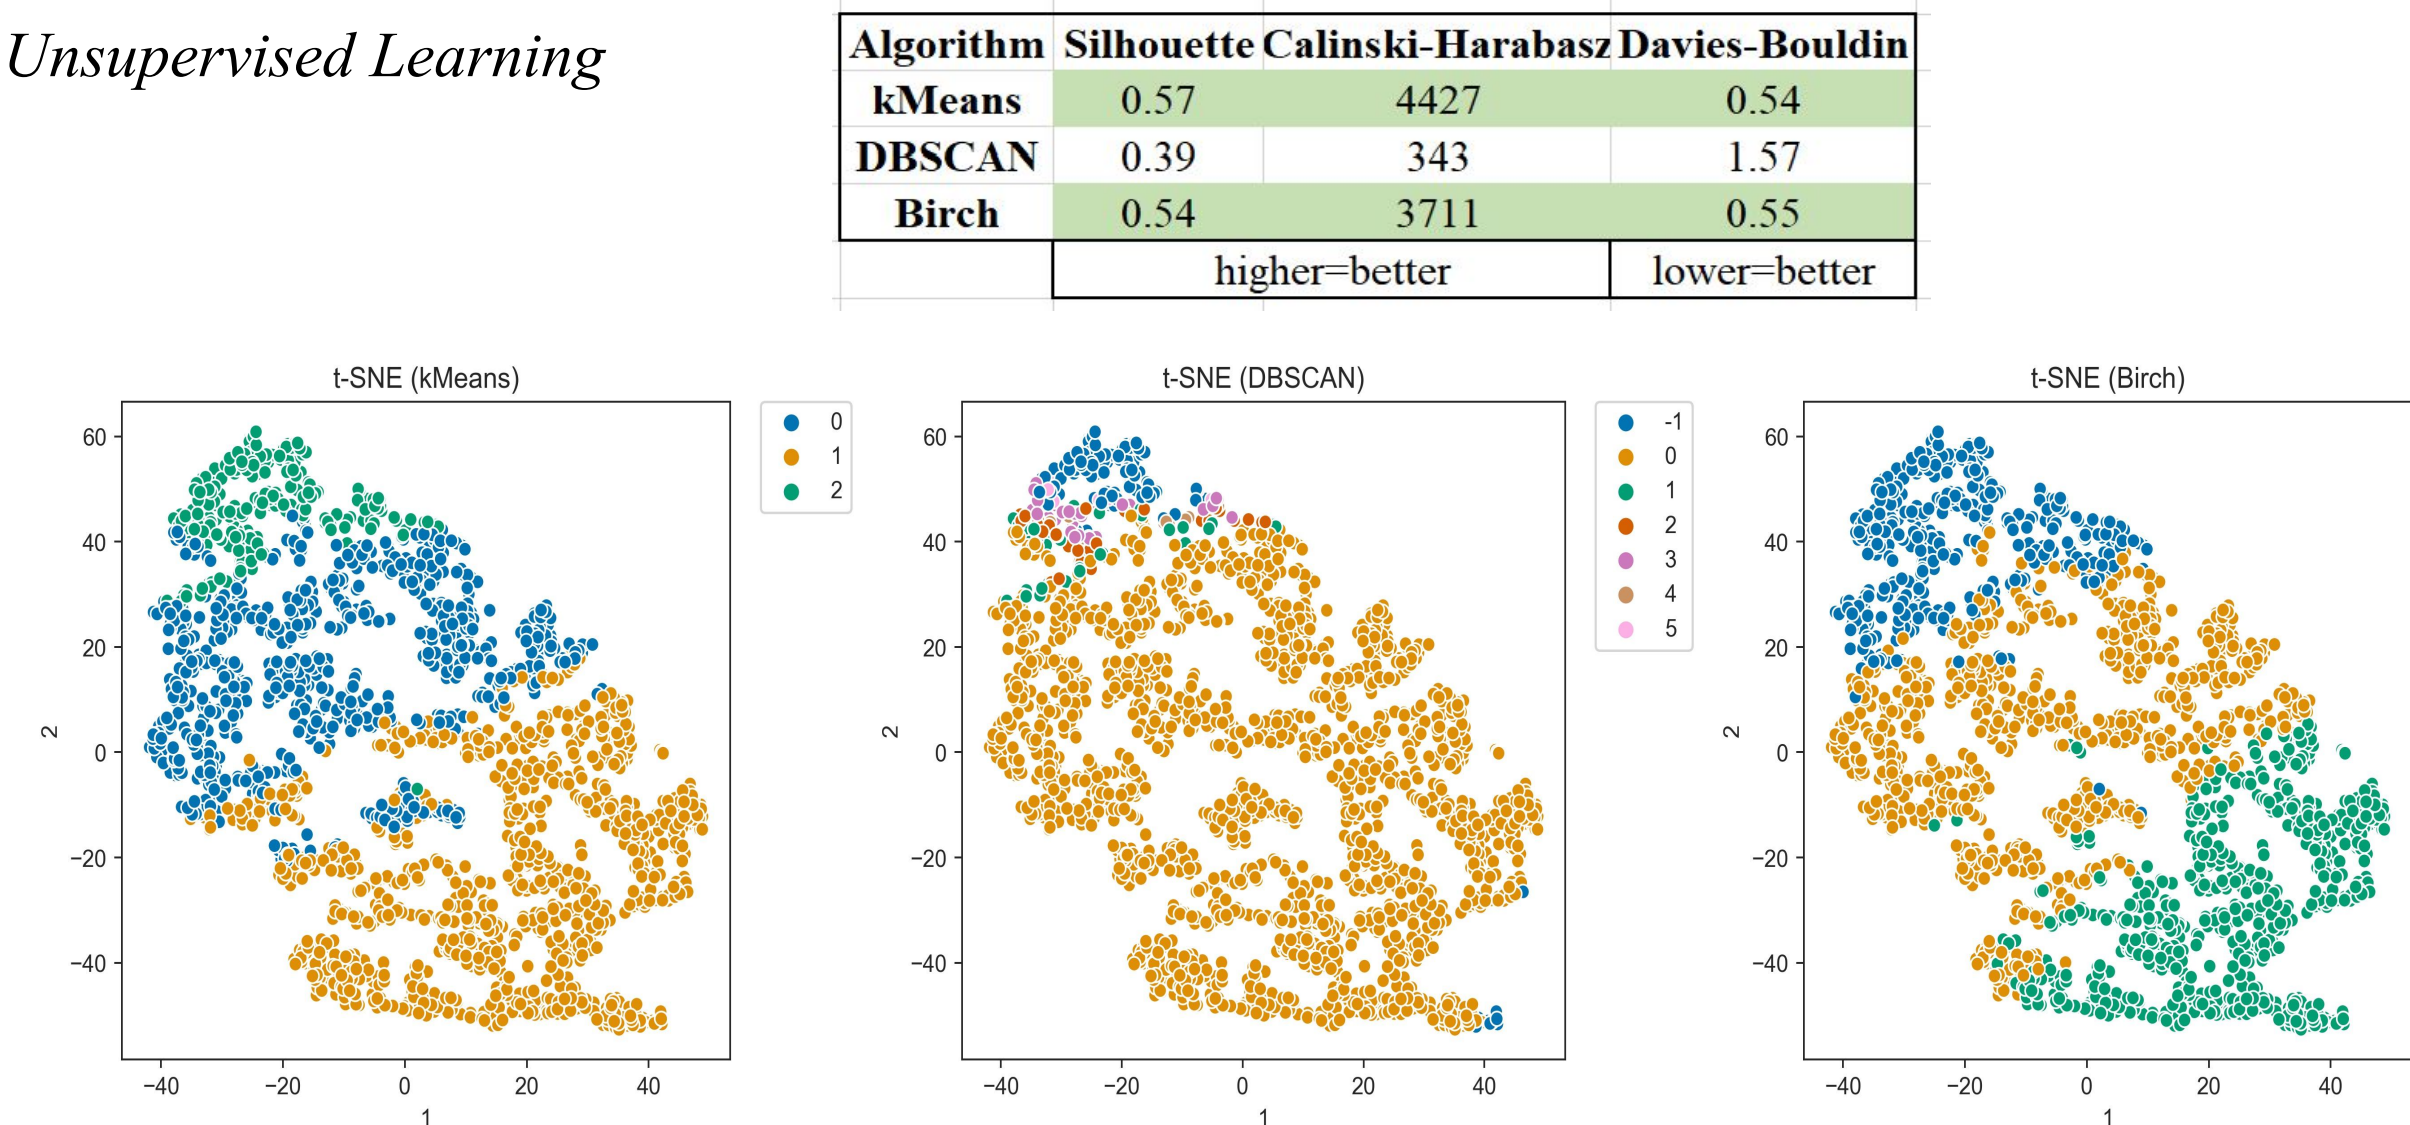 Unsupervised Learning
Algorithm Silhouette Calinski-Harabasz Davies-Bouldin
kMeans 0.57 4427 0.54
DBSCAN 0.39 343 1.57
Birch 0.54 3711 0.55
higher=better lower=better
t-SNE (kMeans)
60
40
20
0
−20
−40
2
−40 −20 0 20 40
1
0
1
2
t-SNE (DBSCAN)
60
40
20
0
−20
−40
2
−40 −20 0 20 40
1
-1
0
1
2
3
4
5
t-SNE (Birch)
60
40
20
0
−20
−40
2
−40 −20 0 20 40
1